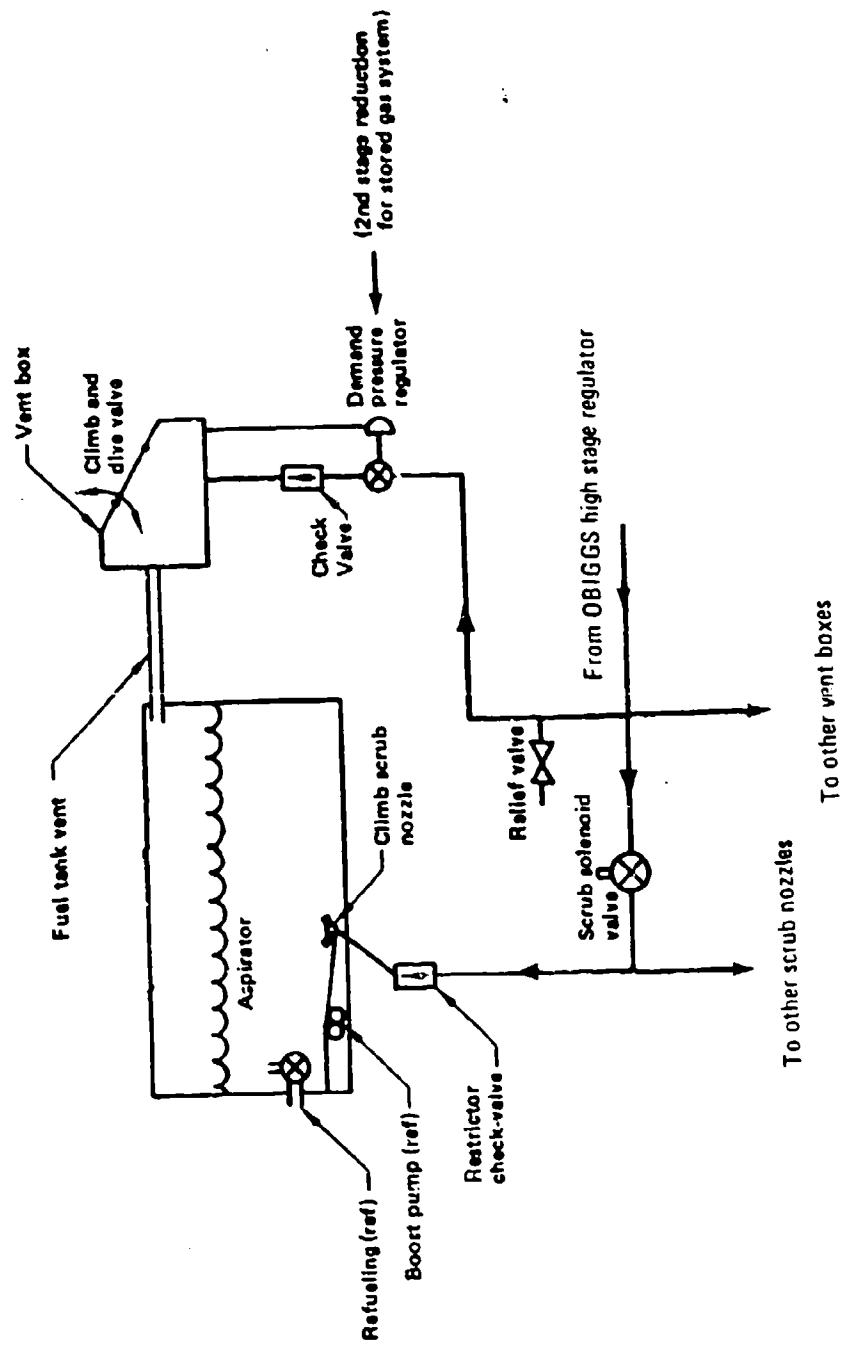 Vent box
Climb and
dive valve
Fuel tank vent
Demand
pressure
regulator
(2nd stage reduction
for stored gas system)
Check
Valve
Aspirator
Climb scrub
nozzle
Refueling (ref)
Boost pump (ref)
Restrictor
check-valve
Relief valve
From OBIGGS high stage regulator
Scrub solenoid
valve
To other scrub nozzles
To other vent boxes